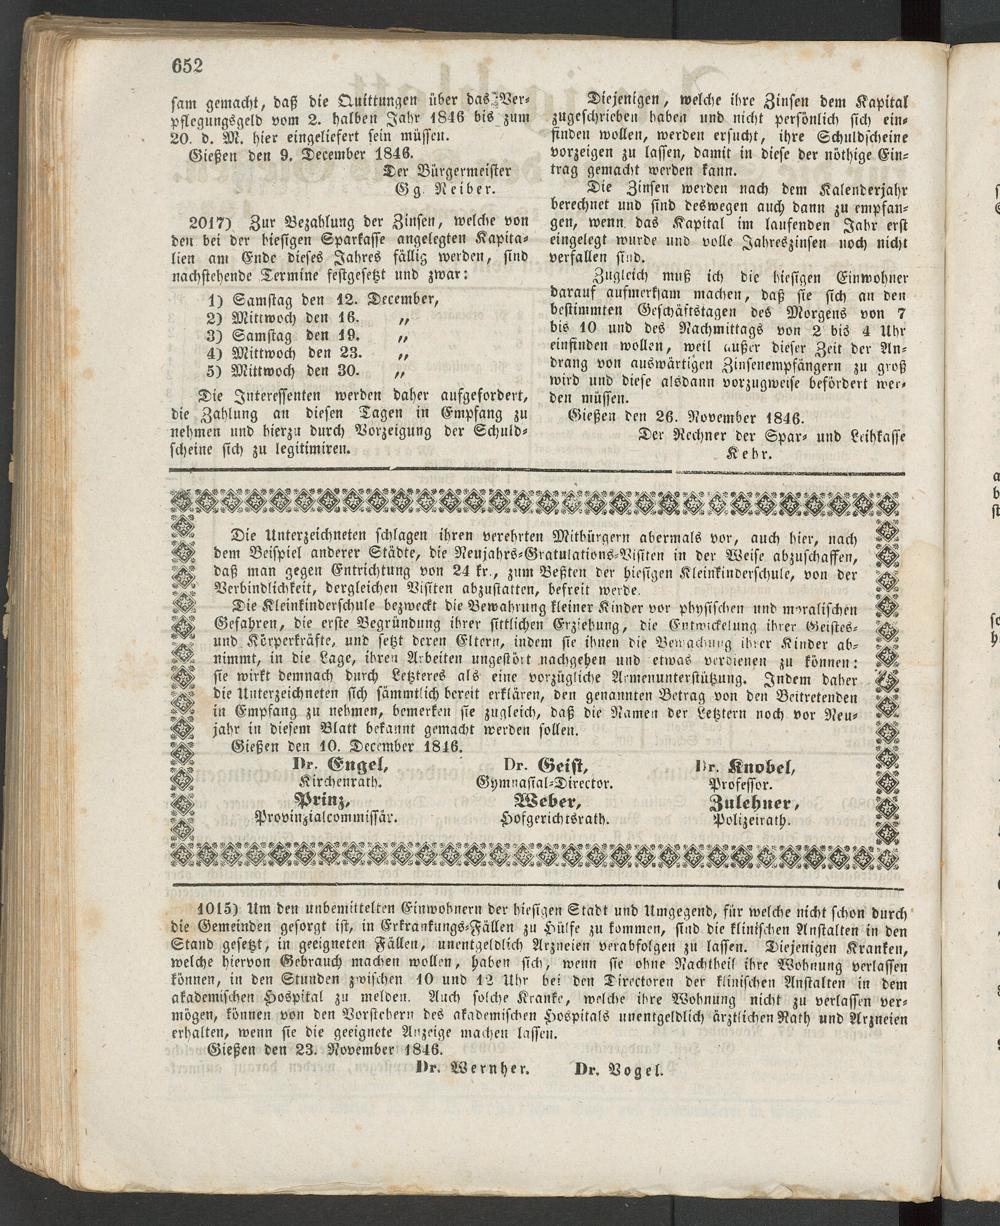 652
sam gemacht, daß die Quittungen über das Ver-
pflegungsgeld vom 2. halben Jahr 1846 bis zum
20. d. M. hier eingeliefert sein müssen.
Gießen den 9. December 1846.
Der Bürgermeister
Gg. Reiber.
2017) Zur Bezahlung der Zinsen, welche von
den bei der hiesigen Sparkasse angelegten Kapita-
lien am Ende dieses Jahres fällig werden, sind
nachstehende Termine festgesetzt und zwar:
1) Samstag den 12. December,
2) Mittwoch den 16. „
3) Samstag den 19. „
4) Mittwoch den 23. „
5) Mittwoch den 30. „
Die Interessenten werden daher aufgefordert,
die Zahlung an diesen Tagen in Empfang zu
nehmen und hierzu durch Vorzeigung der Schuld-
scheine sich zu legitimiren.
Diejenigen, welche ihre Zinsen dem Kapital
zugeschrieben haben und nicht persönlich sich ein-
finden wollen, werden ersucht, ihre Schuldscheine
vorzeigen zu lassen, damit in diese der nöthige Ein-
trag gemacht werden kann.
Die Zinsen werden nach dem Kalenderjahr
berechnet und sind deswegen auch dann zu empfan-
gen, wenn das Kapital im laufenden Jahr erst
eingelegt wurde und volle Jahreszinsen noch nicht
verfallen sind.
Zugleich muß ich die hiesigen Einwohner
darauf aufmerksam machen, daß sie sich an den
bestimmten Geschäftstagen des Morgens von 7
bis 10 und des Nachmittags von 2 bis 4 Uhr
einfinden wollen, weil außer dieser Zeit der An-
drang von auswärtigen Zinsenempfängern zu groß
wird und diese alsdann vorzugweise befördert wer-
den müssen.
Gießen den 26. November 1846.
Der Rechner der Spar- und Leihkasse
Kehr.
Die Unterzeichneten schlagen ihren verehrten Mitbürgern abermals vor, auch hier, nach
dem Beispiel anderer Städte, die Neujahrs-Gratulations-Visiten in der Weise abzuschaffen,
daß man gegen Entrichtung von 24 kr., zum Beßten der hiesigen Kleinkinderschule, von der
Verbindlichkeit, dergleichen Visiten abzustatten, befreit werde.
Die Kleinkinderschule bezweckt die Bewahrung kleiner Kinder vor physischen und moralischen
Gefahren, die erste Begründung ihrer sittlichen Erziehung, die Entwickelung ihrer Geistes-
und Körperkräfte, und setzt deren Eltern, indem sie ihnen die Bewachung ihrer Kinder ab-
nimmt, in die Lage, ihren Arbeiten ungestört nachgehen und etwas verdienen zu können:
sie wirkt demnach durch Letzteres als eine vorzügliche Armenunterstützung. Indem daher
die Unterzeichneten sich sämmtlich bereit erklären, den genannten Betrag von den Beitretenden
in Empfang zu nehmen, bemerken sie zugleich, daß die Namen der Letztern noch vor Neu-
jahr in diesem Blatt bekannt gemacht werden sollen.
Gießen den 10. December 1846.
Dr. Engel, Dr. Geist, Dr. Knobel,
Kirchenrath. Gymnasial-Director. Professor.
Prinz, Weber, Zulehner,
Provinzialcommissär. Hofgerichtsrath. Polizeirath.
1015) Um den unbemittelten Einwohnern der hiesigen Stadt und Umgegend, für welche nicht schon durch
die Gemeinden gesorgt ist, in Erkrankungs-Fällen zu Hülfe zu kommen, sind die klinischen Anstalten in den
Stand gesetzt, in geeigneten Fällen, unentgeldlich Arzneien verabfolgen zu lassen. Diejenigen Kranken,
welche hiervon Gebrauch machen wollen, haben sich, wenn sie ohne Nachtheil ihre Wohnung verlassen
können, in den Stunden zwischen 10 und 12 Uhr bei den Directoren der klinischen Anstalten in dem
akademischen Hospital zu melden. Auch solche Kranke, welche ihre Wohnung nicht zu verlassen ver-
mögen, können von den Vorstehern des akademischen Hospitals unentgeldlich ärztlichen Rath und Arzneien
erhalten, wenn sie die geeignete Anzeige machen lassen.
Gießen den 23. November 1846.
Dr. Wernher. Dr. Vogel.